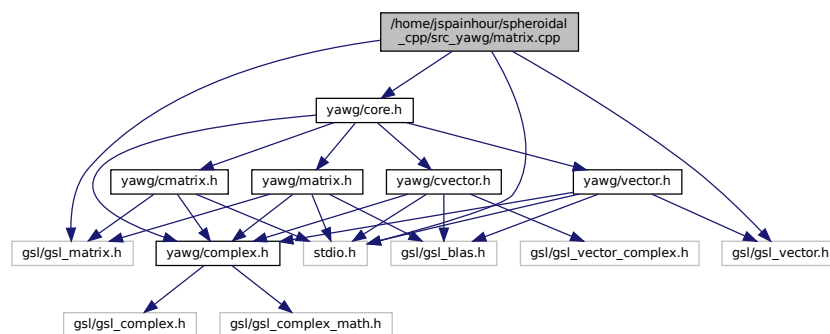 /home/jspainhour/spheroidal
_cpp/src_yawg/matrix.cpp
yawg/core.h
yawg/cmatrix.h
yawg/matrix.h
yawg/cvector.h
yawg/vector.h
gsl/gsl_matrix.h
yawg/complex.h
stdio.h
gsl/gsl_blas.h
gsl/gsl_vector_complex.h
gsl/gsl_vector.h
gsl/gsl_complex.h
gsl/gsl_complex_math.h